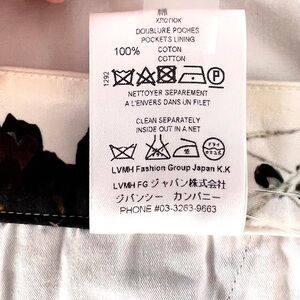 棉
ХЛОПОК
DOUBLURE POCHES
POCKETS LINING
100% COTON
COTTON
1292
NETTOYER SEPAREMENT
A L'ENVERS DANS UN FILET
CLEAN SEPARATELY
INSIDE OUT IN A NET
LVMH Fashion Group Japan K.K
LVMH FG ジャパン株式会社
ジバンシー カンパニー
PHONE #03-3263-9663